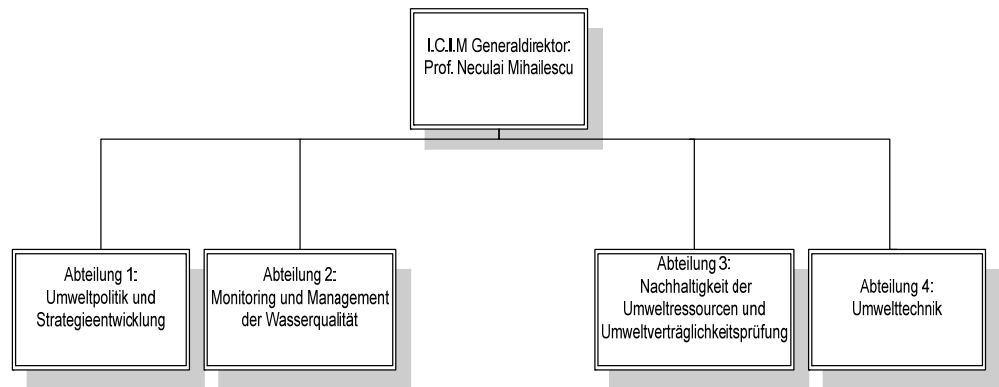 I.C.I.M Generaldirektor:
Prof. Neculai Mihailescu
Abteilung 1:
Umweltpolitik und
Strategieentwicklung
Abteilung 2:
Monitoring und Management
der Wasserqualität
Abteilung 3:
Nachhaltigkeit der
Umweltressourcen und
Umweltverträglichkeitsprüfung
Abteilung 4:
Umwelttechnik